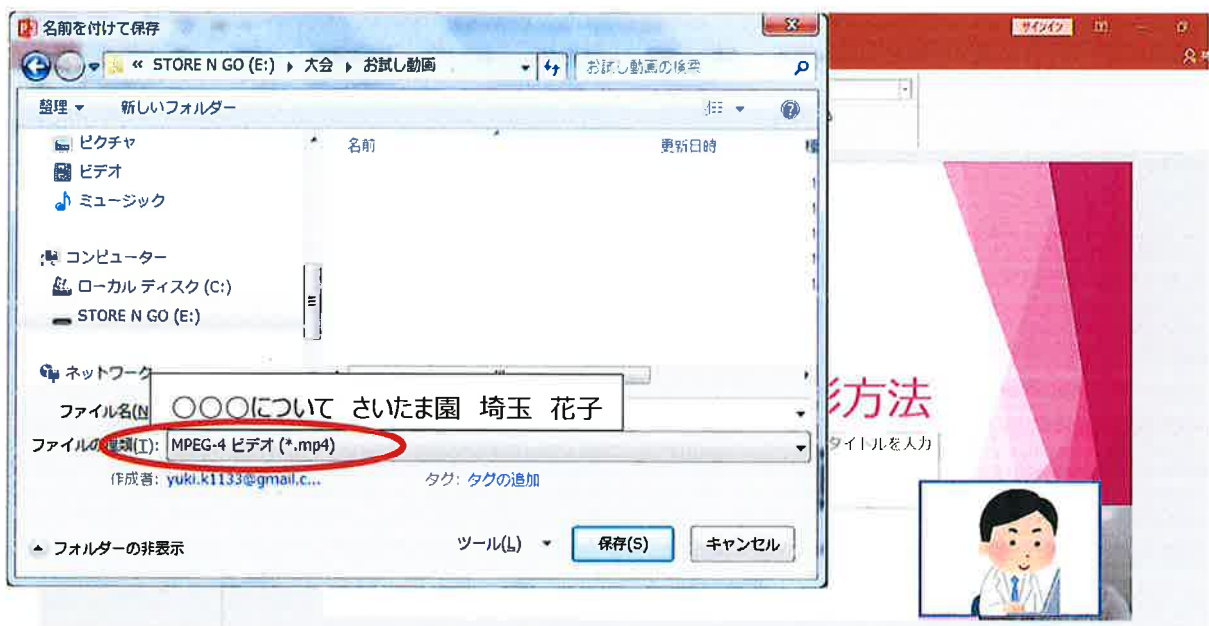 名前を付けて保存
サインイン
« STORE N GO (E:) ▸ 大会 ▸ お試し動画
お試し動画の検索
整理 ▼ 新しいフォルダー
ピクチャ
名前 更新日時
ビデオ
ミュージック
コンピューター
ローカル ディスク (C:)
STORE N GO (E:)
ネットワーク
ファイル名(N
○○○について さいたま園 埼玉 花子
方法
ファイルの種類(I): MPEG-4 ビデオ (*.mp4)
タイトルを入力
作成者: yuki.k1133@gmail.c... タグ: タグの追加
フォルダーの非表示
ツール(L) ▼ 保存(S) キャンセル